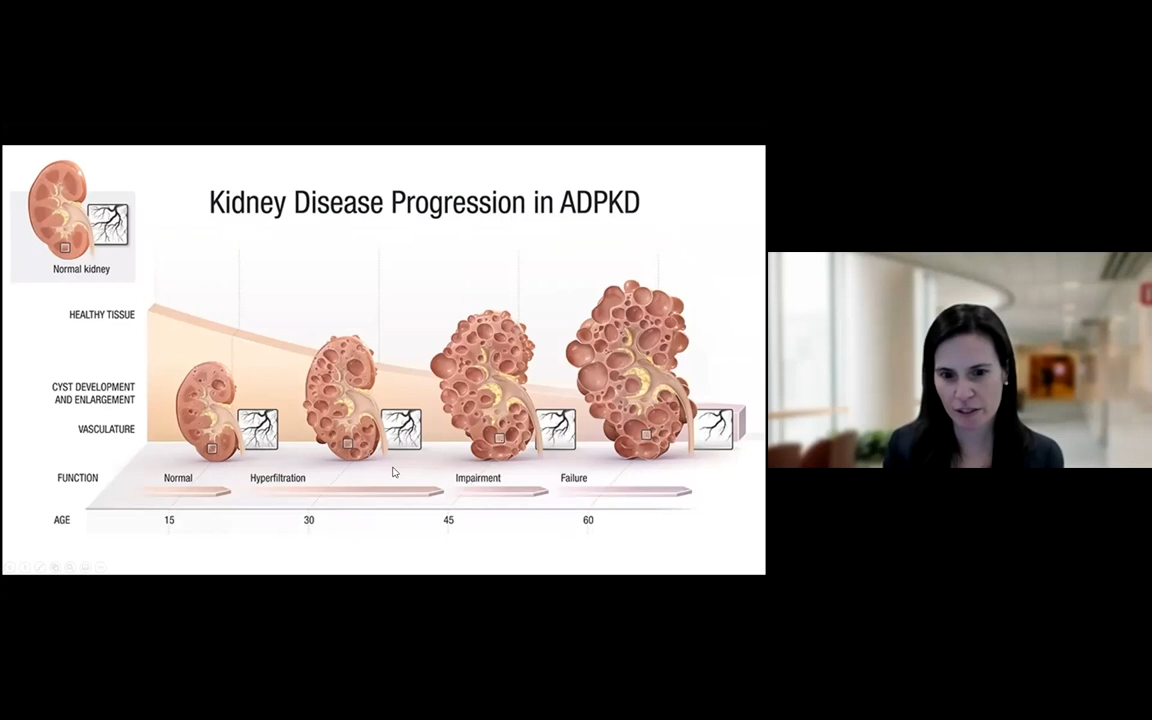 Kidney Disease Progression in ADPKD
Normal kidney
HEALTHY TISSUE
CYST DEVELOPMENT
AND ENLARGEMENT
VASCULATURE
FUNCTION Normal Hyperfiltration Impairment Failure
AGE 15 30 45 60